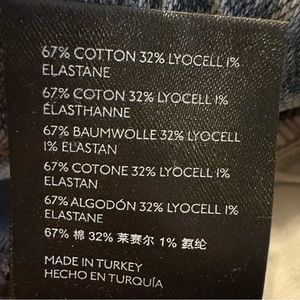 67% COTTON 32% LYOCELL 1%
ELASTANE
67% COTON 32% LYOCELL 1%
ÉLASTHANNE
67% BAUMWOLLE 32% LYOCELL
1% ELASTAN
67% COTONE 32% LYOCELL 1%
ELASTAN
67% ALGODÓN 32% LYOCELL 1%
ELASTANE
67% 棉 32% 莱赛尔 1% 氨纶
MADE IN TURKEY
HECHO EN TURQUÍA